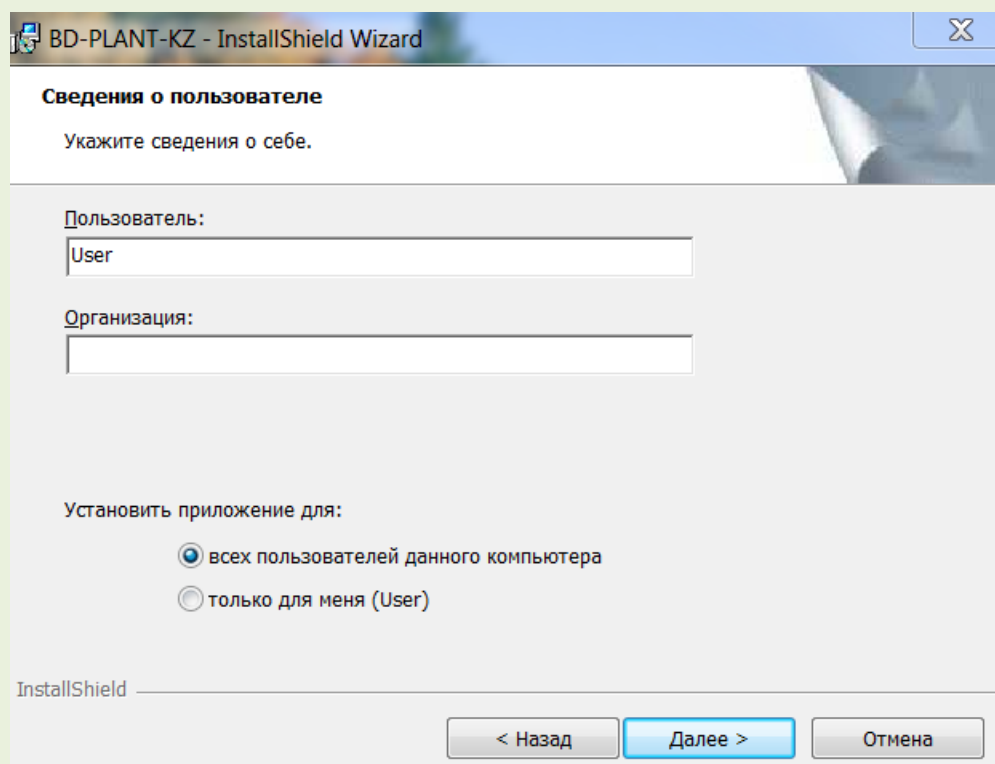 BD-PLANT-KZ - InstallShield Wizard
Сведения о пользователе
Укажите сведения о себе.
Пользователь:
User
Организация:
Установить приложение для:
всех пользователей данного компьютера
только для меня (User)
InstallShield
< Назад
Далее >
Отмена